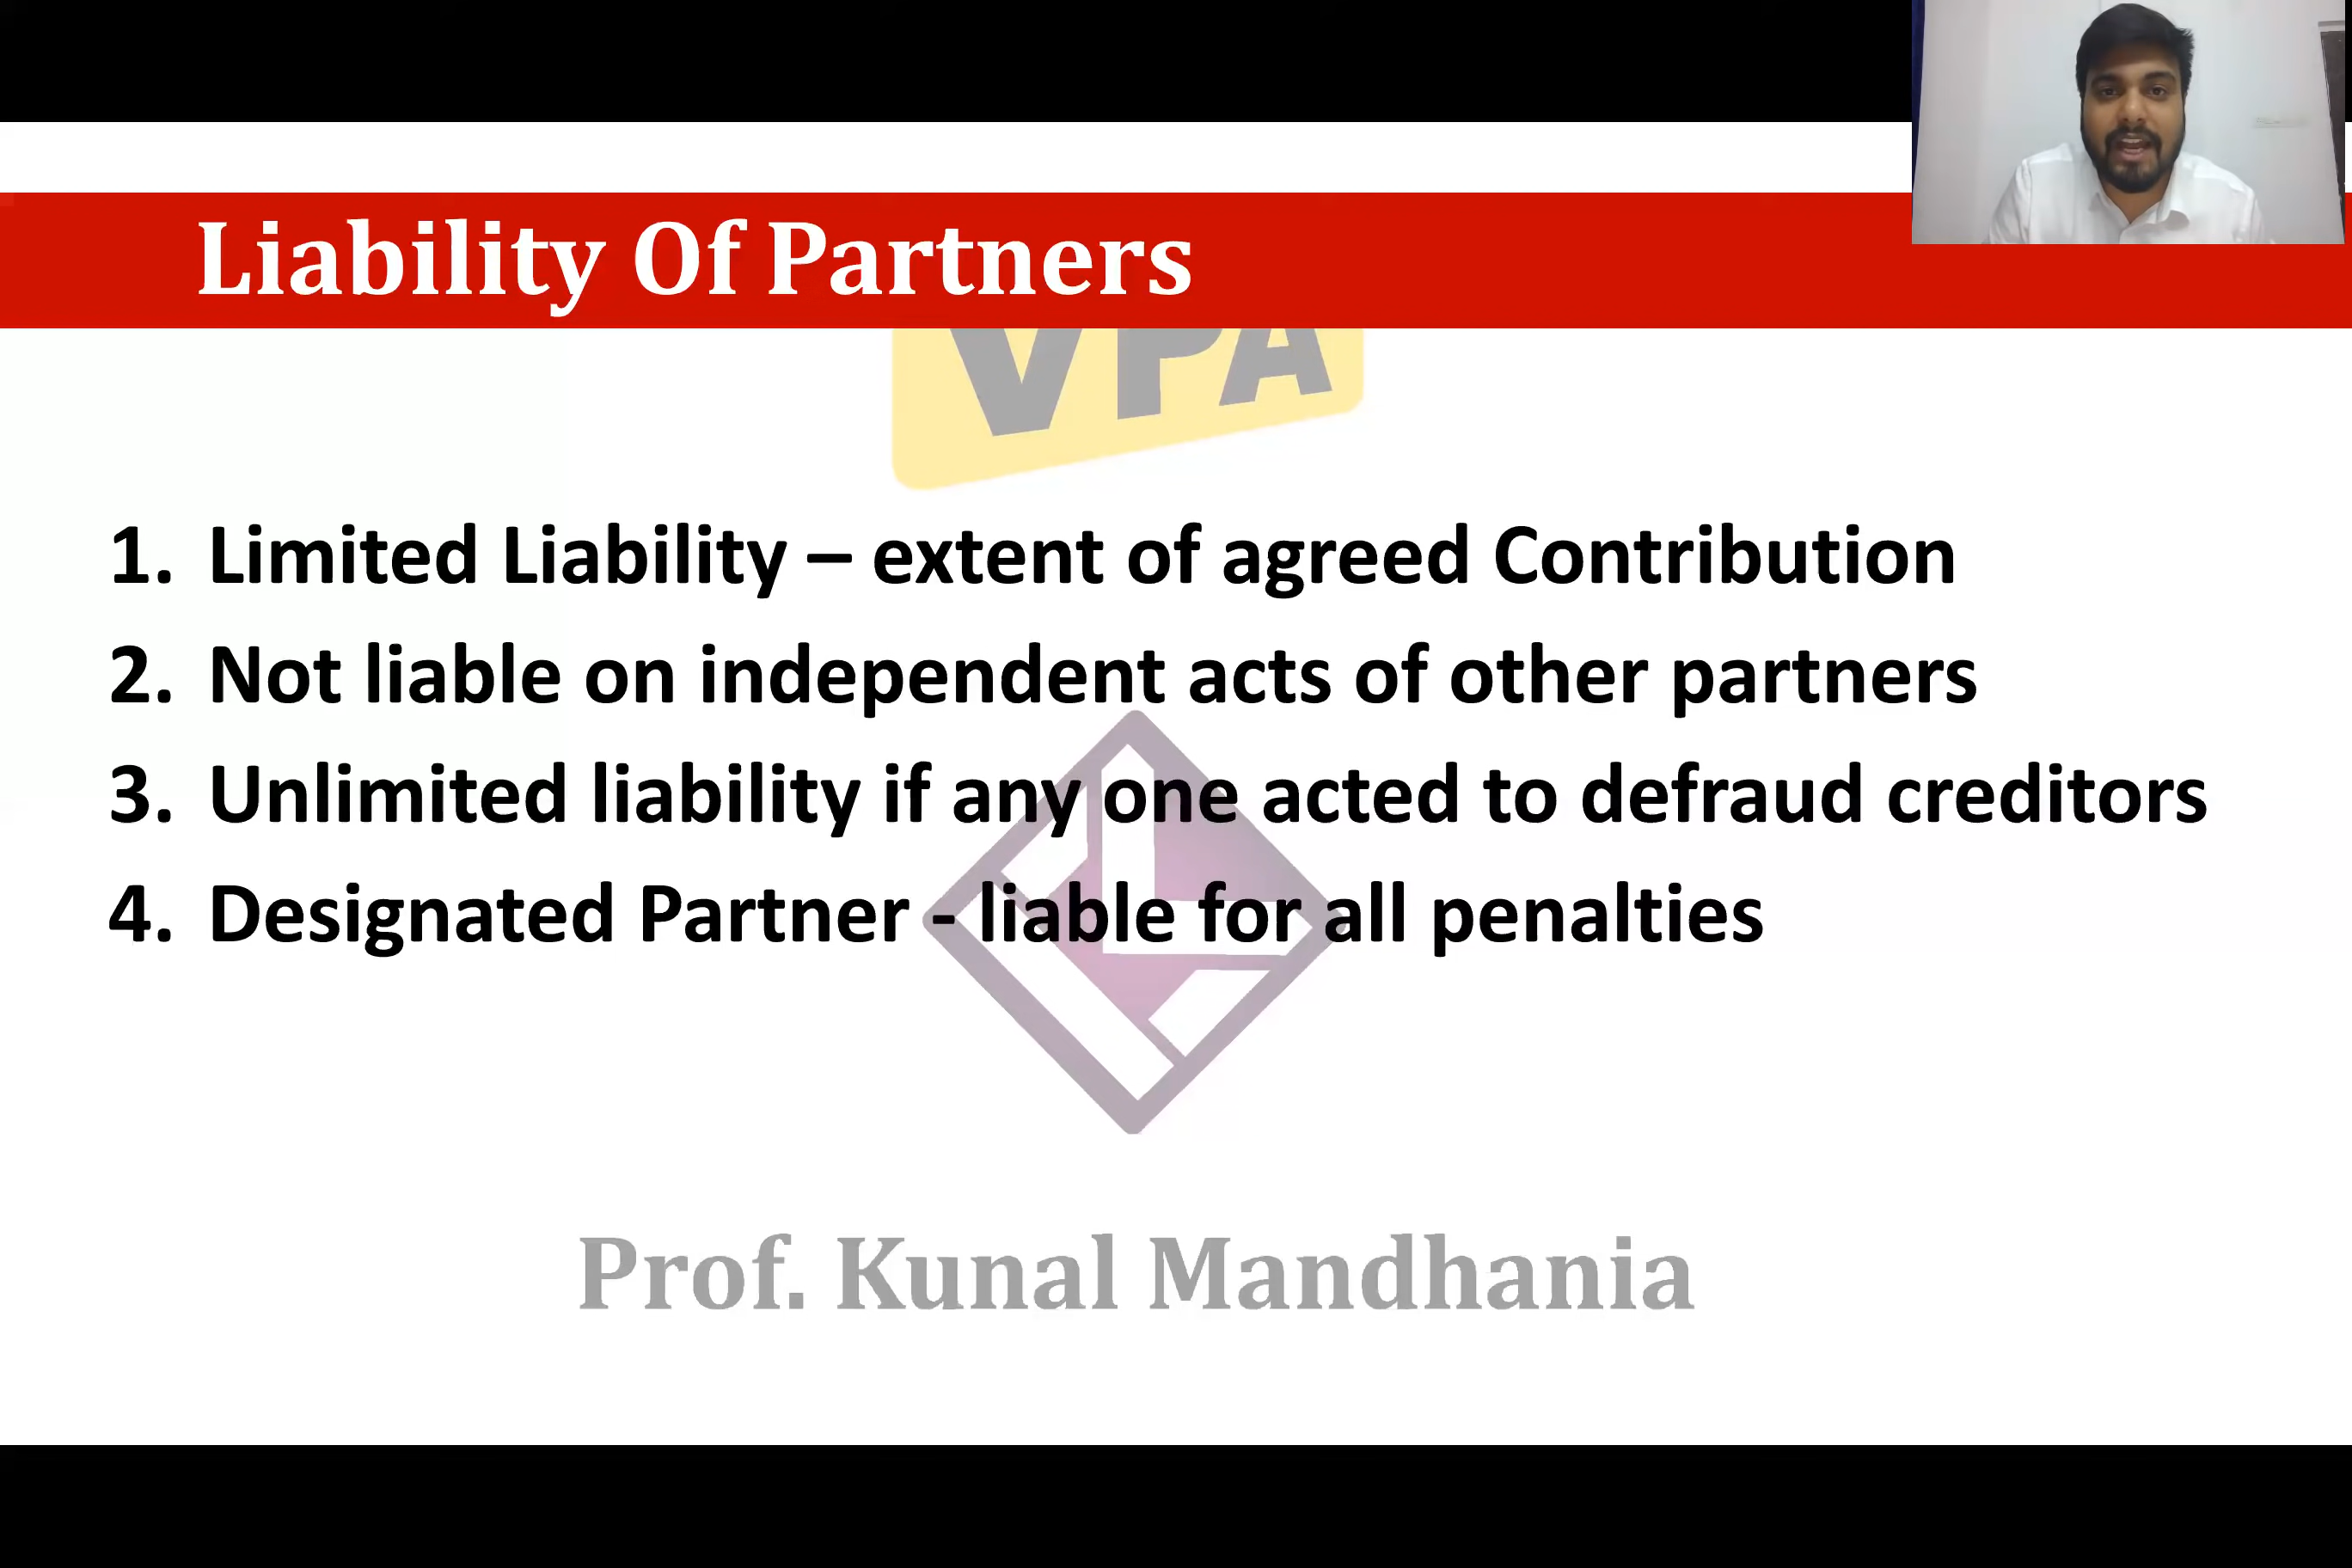 Liability Of Partners
VPA
1. Limited Liability – extent of agreed Contribution
2. Not liable on independent acts of other partners
3. Unlimited liability if any one acted to defraud creditors
4. Designated Partner - liable for all penalties
Prof. Kunal Mandhania